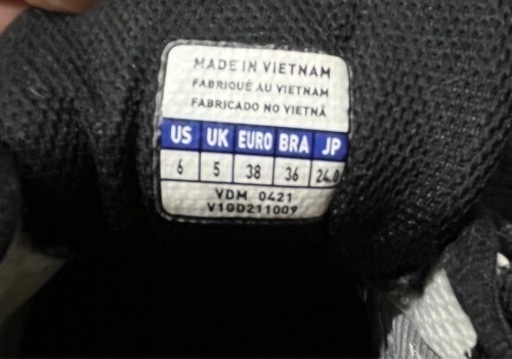 MADE IN VIETNAM
FABRIQUÉ AU VIETNAM
FABRICADO NO VIETNÃ
US UK EURO BRA JP
6 5 38 36 24.0
VDM 0421
V1GD211009